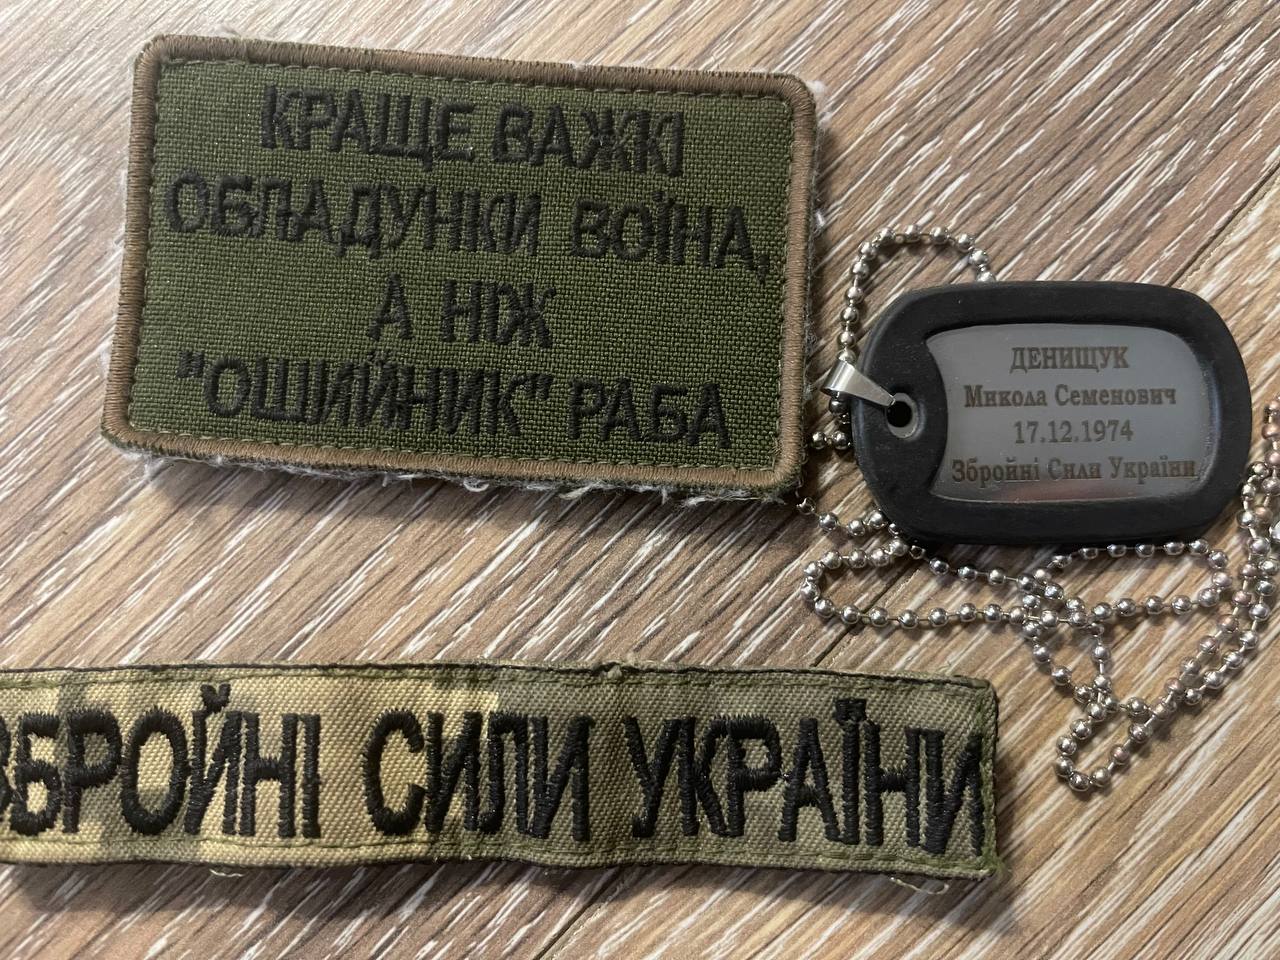 КРАЩЕ ВАЖКІ
ОБЛАДУНКИ ВОЇНА,
А НІЖ
"ОШИЙНИК" РАБА
ДЕНИЩУК
Микола Семенович
17.12.1974
Збройні Сили України
ЗБРОЙНІ СИЛИ УКРАЇНИ